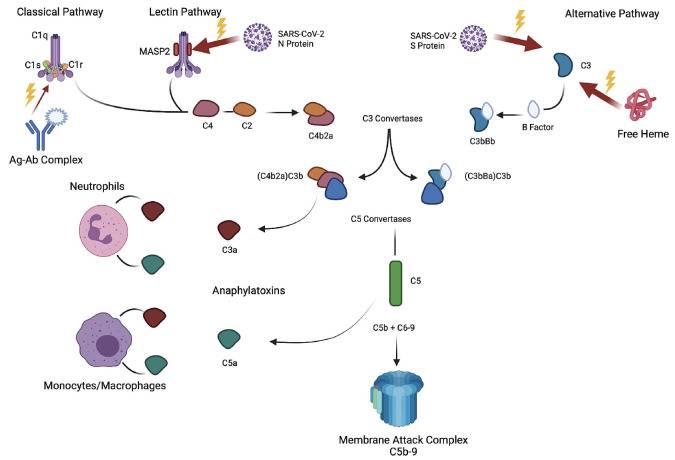 Classical Pathway
Lectin Pathway
Alternative Pathway
C1q
C1s
C1r
MASP2
SARS-CoV-2
N Protein
SARS-CoV-2
S Protein
C3
Ag-Ab Complex
C4
C2
C4b2a
C3 Convertases
C3bBb
B Factor
Free Heme
Neutrophils
(C4b2a)C3b
(C3bBa)C3b
C5 Convertases
C3a
Anaphylatoxins
C5
C5a
C5b + C6-9
Monocytes/Macrophages
Membrane Attack Complex
C5b-9